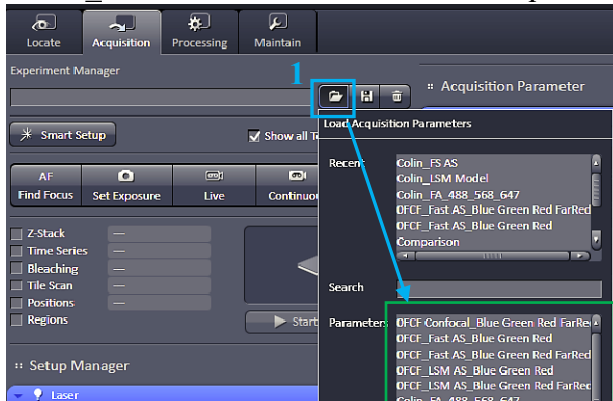 Locate Acquisition Processing Maintain
Experiment Manager
1
:: Acquisition Parameter
Smart Setup
Show all T
Load Acquisition Parameters
Recent
Colin_FS AS
Colin_LSM Model
Colin_FA_488_568_647
OFCF_Fast AS_Blue Green Red FarRed
OFCF_Fast AS_Blue Green Red
Comparison
AF
Find Focus Set Exposure Live Continuou
Z-Stack
Time Series
Bleaching
Tile Scan
Positions
Regions
Start
Search
Parameters
OFCF Confocal_Blue Green Red FarRe
OFCF_Fast AS_Blue Green Red
OFCF_Fast AS_Blue Green Red FarRed
OFCF_LSM AS_Blue Green Red
OFCF_LSM AS_Blue Green Red FarRec
Colin_FA_488_568_647
:: Setup Manager
Laser